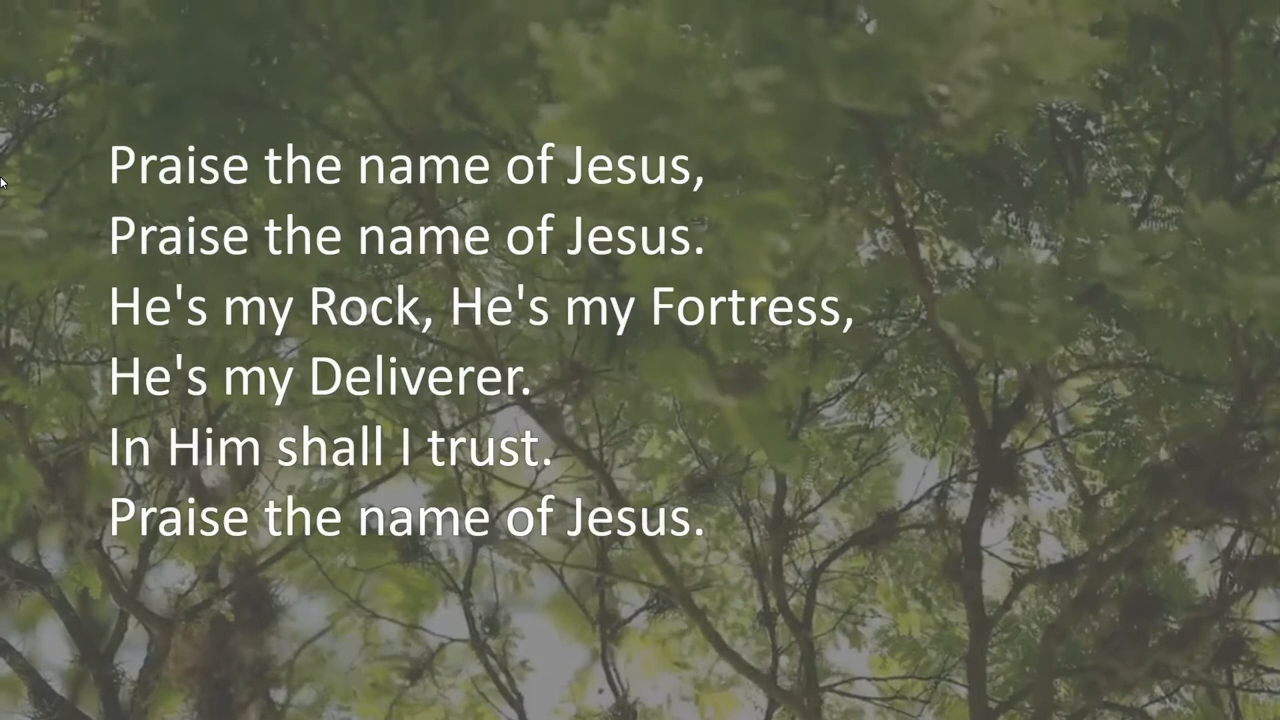 Praise the name of Jesus,
Praise the name of Jesus.
He's my Rock, He's my Fortress,
He's my Deliverer.
In Him shall I trust.
Praise the name of Jesus.